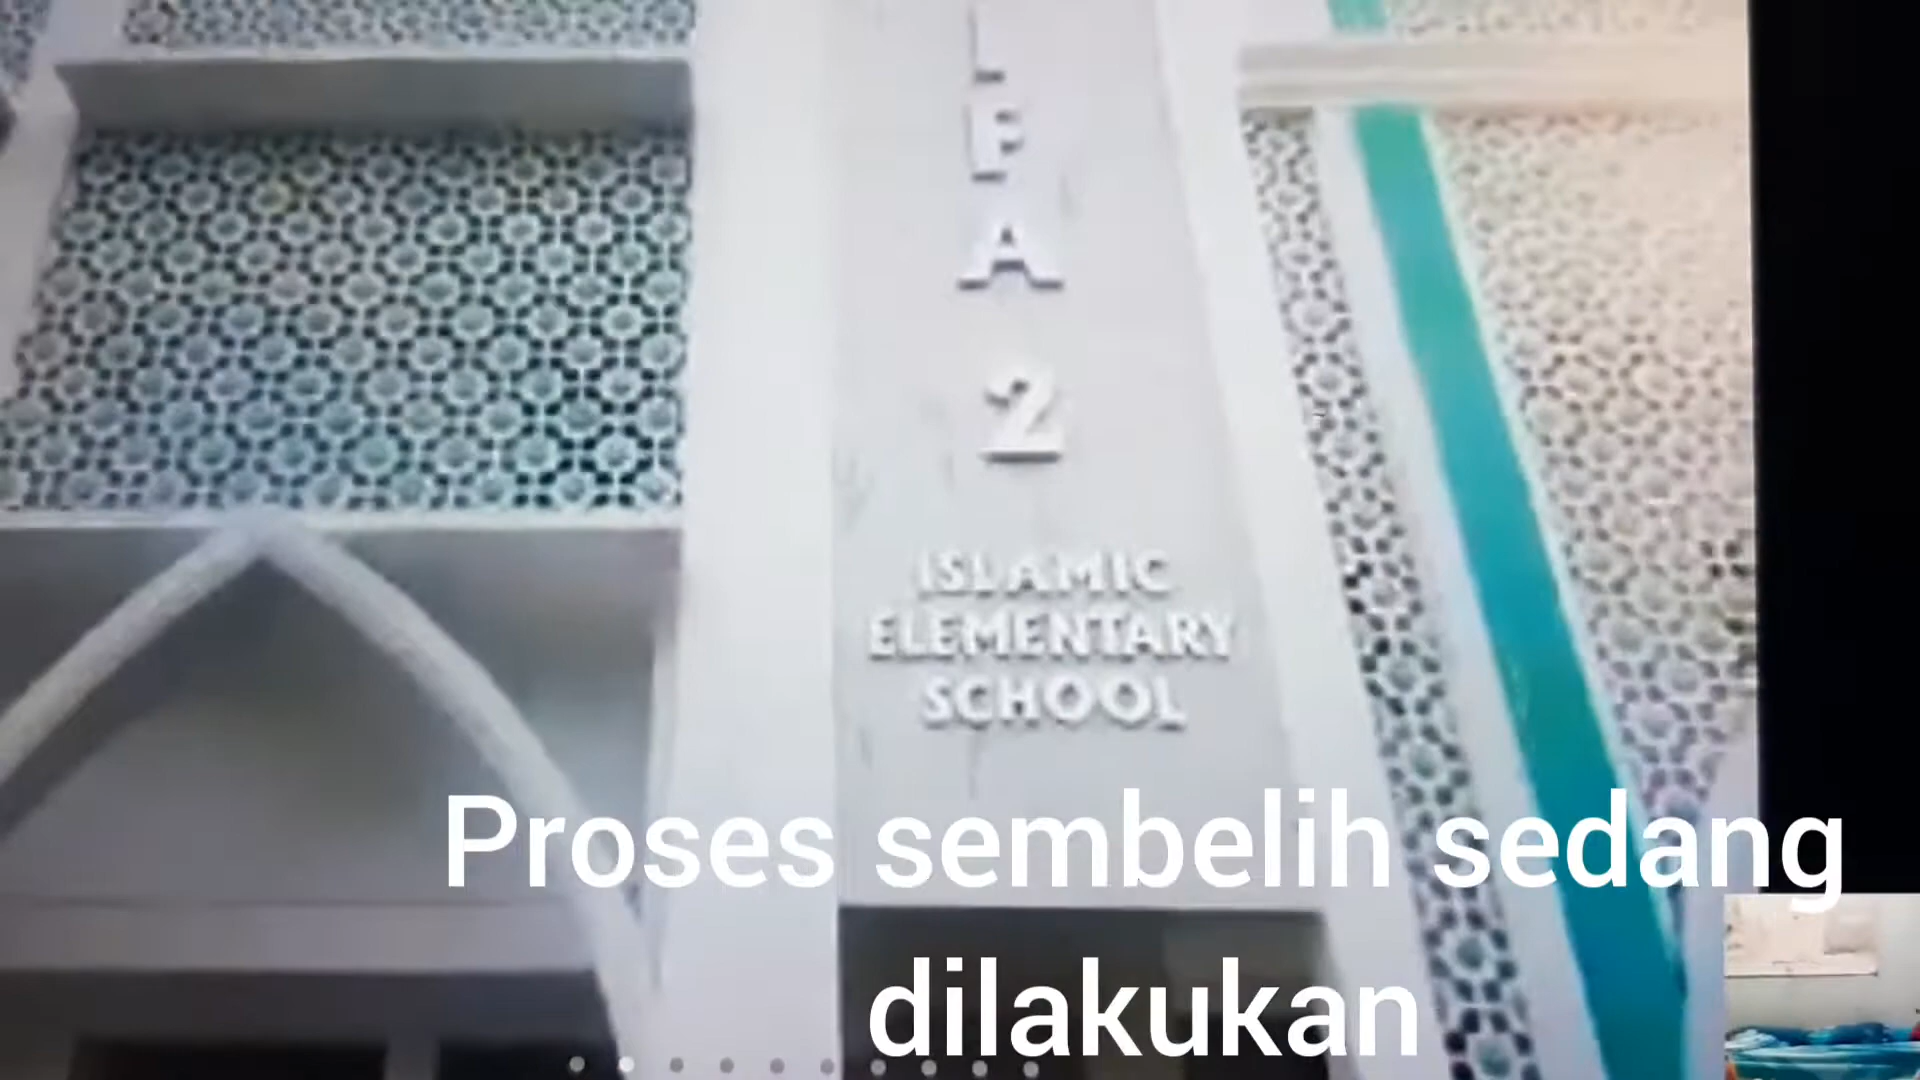 L
F
A
2
ISLAMIC
ELEMENTARY
SCHOOL
Proses sembelih sedang
dilakukan